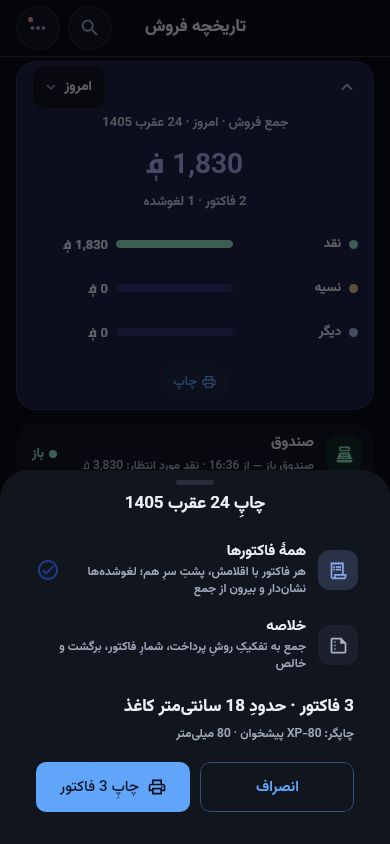 تاریخچه فروش
امروز
جمع فروش · امروز · 24 عقرب 1405
1,830 ؋
2 فاکتور · 1 لغوشده
نقد
1,830 ؋
نسیه
0 ؋
دیگر
0 ؋
چاپ
صندوق
باز
صندوق باز — از 16:36 · نقد مورد انتظار: 3,830 ؋
چاپِ 24 عقرب 1405
همهٔ فاکتورها
هر فاکتور با اقلامش، پشتِ سرِ هم؛ لغوشده‌ها
نشان‌دار و بیرون از جمع
خلاصه
جمع به تفکیکِ روشِ پرداخت، شمارِ فاکتور، برگشت و
خالص
3 فاکتور · حدودِ 18 سانتی‌متر کاغذ
چاپگر: XP-80 پیشخوان · 80 میلی‌متر
انصراف
چاپِ 3 فاکتور